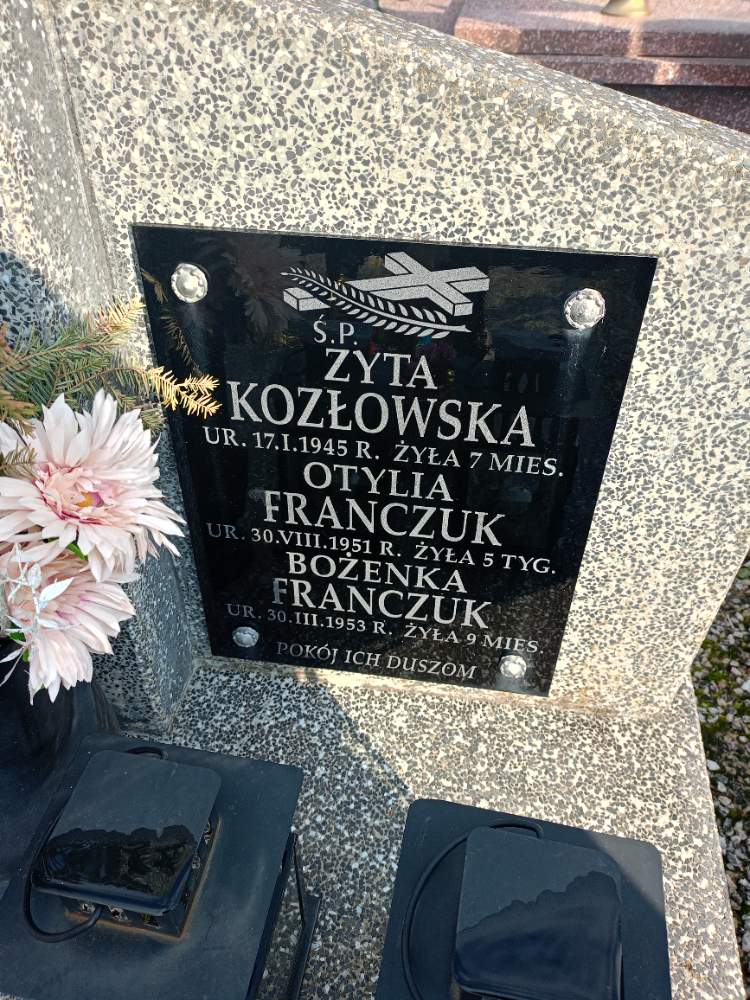 Ś.P.
ZYTA
KOZŁOWSKA
UR. 17.I.1945 R. ŻYŁA 7 MIES.
OTYLIA
FRANCZUK
UR. 30.VIII.1951 R. ŻYŁA 5 TYG.
BOŻENKA
FRANCZUK
UR. 30.III.1953 R. ŻYŁA 9 MIES
POKÓJ ICH DUSZOM